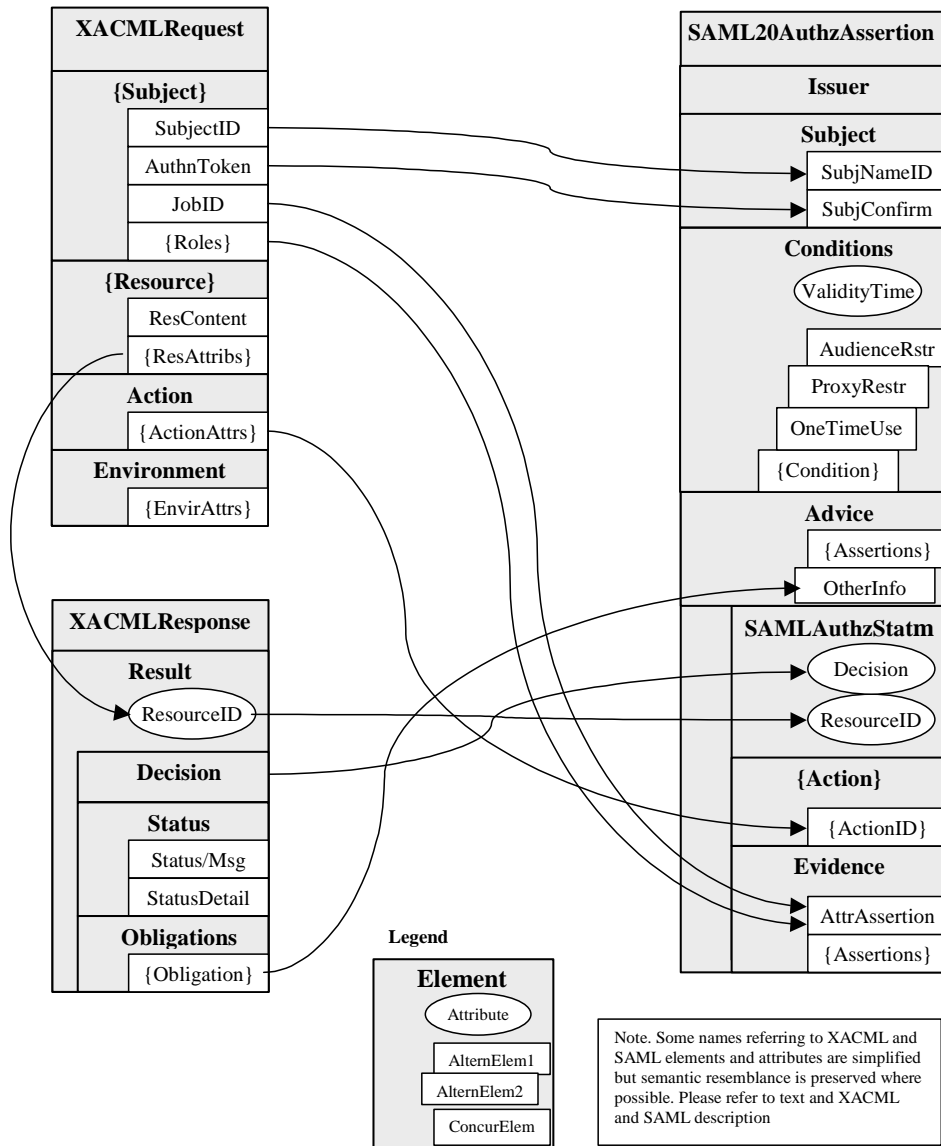 XACMLRequest
{Subject}
SubjectID
AuthnToken
JobID
{Roles}
{Resource}
ResContent
{ResAttribs}
Action
{ActionAttrs}
Environment
{EnvirAttrs}
XACMLResponse
Result
ResourceID
Decision
Status
Status/Msg
StatusDetail
Obligations
{Obligation}
SAML20AuthzAssertion
Issuer
Subject
SubjNameID
SubjConfirm
Conditions
ValidityTime
AudienceRstr
ProxyRestr
OneTimeUse
{Condition}
Advice
{Assertions}
OtherInfo
SAMLAuthzStatm
Decision
ResourceID
{Action}
{ActionID}
Evidence
AttrAssertion
{Assertions}
Legend
Element
Attribute
AlternElem1
AlternElem2
ConcurElem
Note. Some names referring to XACML and
SAML elements and attributes are simplified
but semantic resemblance is preserved where
possible. Please refer to text and XACML
and SAML description